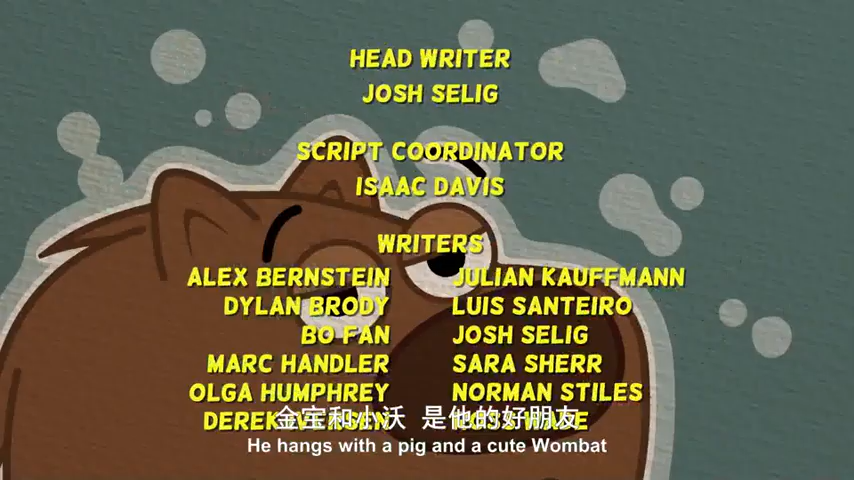 HEAD WRITER
JOSH SELIG
SCRIPT COORDINATOR
ISAAC DAVIS
WRITERS
ALEX BERNSTEIN JULIAN KAUFFMANN
DYLAN BRODY LUIS SANTEIRO
BO FAN JOSH SELIG
MARC HANDLER SARA SHERR
OLGA HUMPHREY NORMAN STILES
DEREK IVERSEN
金宝和小沃 是他的好朋友
He hangs with a pig and a cute Wombat